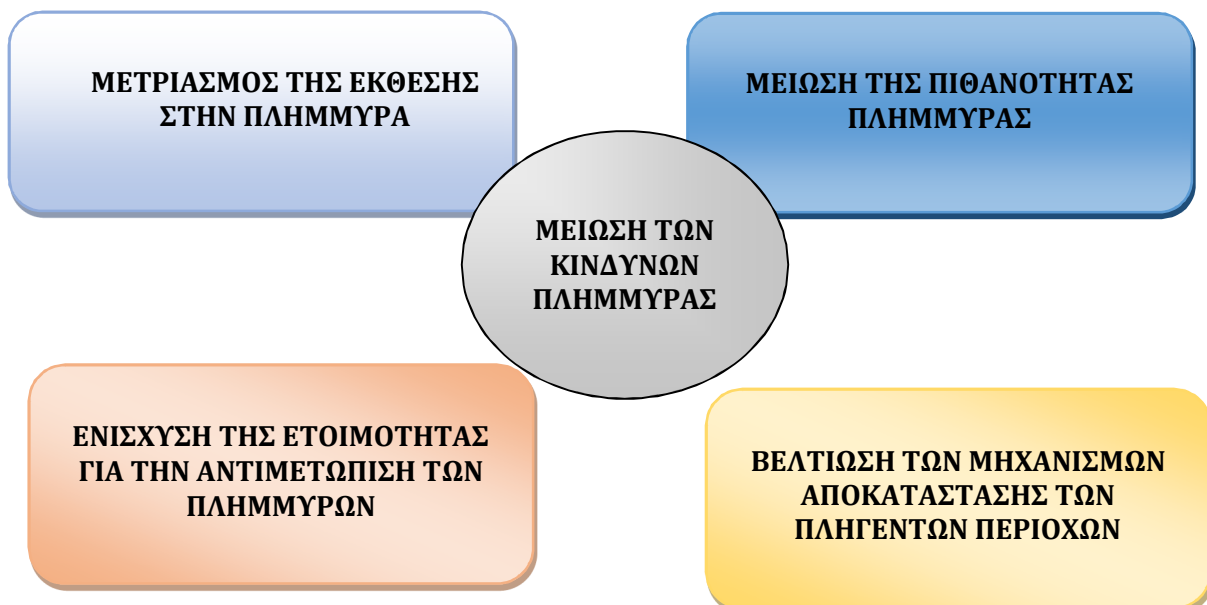 ΜΕΤΡΙΑΣΜΟΣ ΤΗΣ ΕΚΘΕΣΗΣ
ΣΤΗΝ ΠΛΗΜΜΥΡΑ
ΜΕΙΩΣΗ ΤΗΣ ΠΙΘΑΝΟΤΗΤΑΣ
ΠΛΗΜΜΥΡΑΣ
ΜΕΙΩΣΗ ΤΩΝ
ΚΙΝΔΥΝΩΝ
ΠΛΗΜΜΥΡΑΣ
ΕΝΙΣΧΥΣΗ ΤΗΣ ΕΤΟΙΜΟΤΗΤΑΣ
ΓΙΑ ΤΗΝ ΑΝΤΙΜΕΤΩΠΙΣΗ ΤΩΝ
ΠΛΗΜΜΥΡΩΝ
ΒΕΛΤΙΩΣΗ ΤΩΝ ΜΗΧΑΝΙΣΜΩΝ
ΑΠΟΚΑΤΑΣΤΑΣΗΣ ΤΩΝ
ΠΛΗΓΕΝΤΩΝ ΠΕΡΙΟΧΩΝ